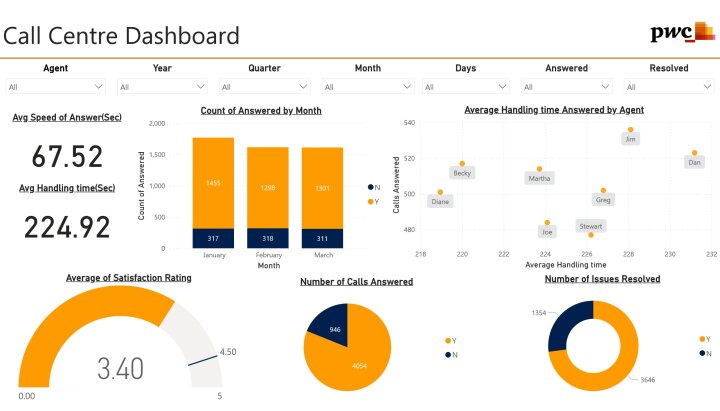 Call Centre Dashboard
pwc
Agent Year Quarter Month Days Answered Resolved
All All All All All All All
Avg Speed of Answer(Sec)
67.52
Avg Handling time(Sec)
224.92
Count of Answered by Month
Count of Answered
2,000
1,500
1,000
500
0
1455 1298 1301
317 318 311
January February March
Month
N
Y
Average Handling time Answered by Agent
Calls Answered
540
520
500
480
Jim
Dan
Becky
Martha
Diane
Greg
Stewart
Joe
218 220 222 224 226 228 230 232
Average Handling time
Average of Satisfaction Rating
3.40
4.50
0.00 5
Number of Calls Answered
946
4054
Y
N
Number of Issues Resolved
1354
3646
Y
N